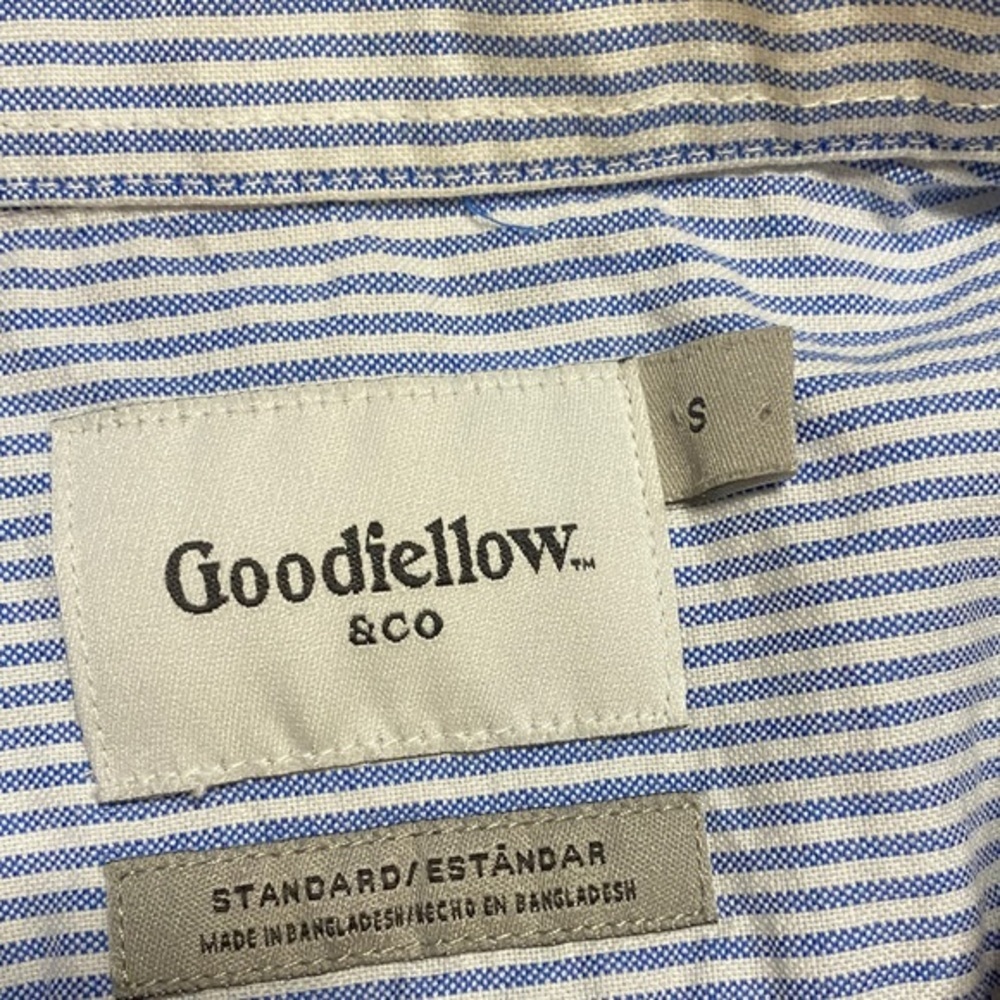 S
Goodfellow™
&CO
STANDARD/ESTÁNDAR
MADE IN BANGLADESH/HECHO EN BANGLADESH